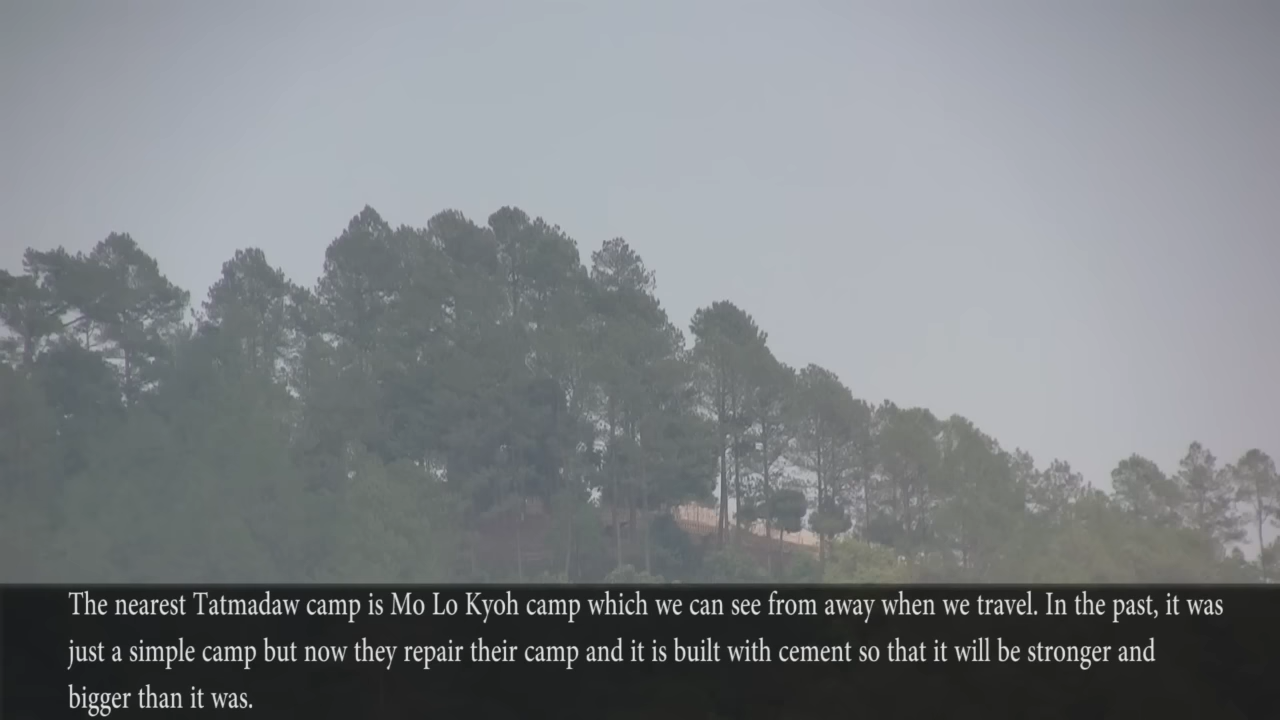 The nearest Tatmadaw camp is Mo Lo Kyoh camp which we can see from away when we travel. In the past, it was
just a simple camp but now they repair their camp and it is built with cement so that it will be stronger and
bigger than it was.